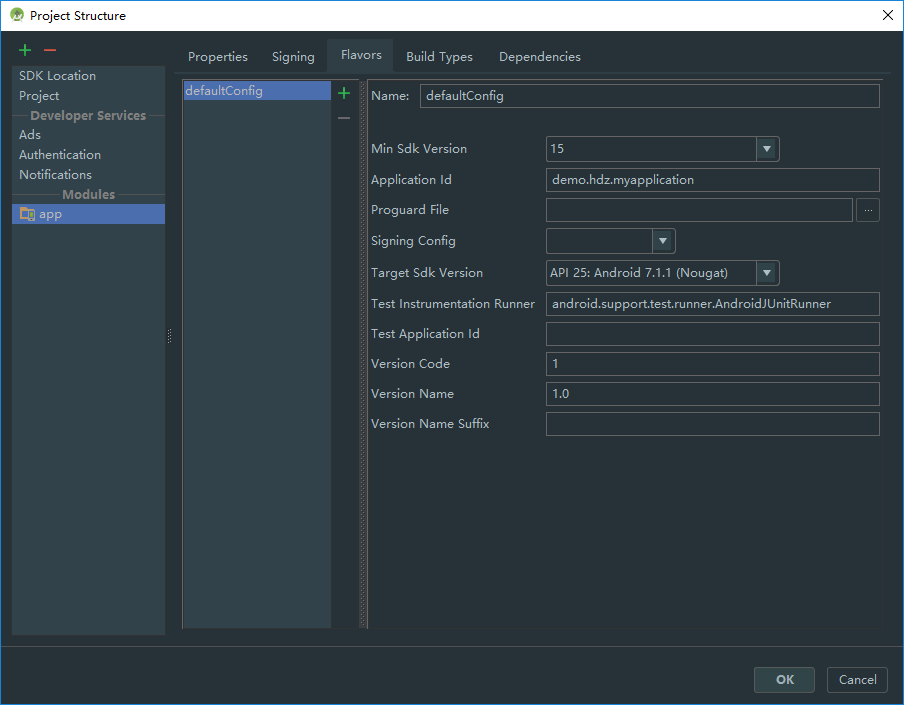 Project Structure
SDK Location
Project
Developer Services
Ads
Authentication
Notifications
Modules
app
Properties Signing Flavors Build Types Dependencies
defaultConfig
Name: defaultConfig
Min Sdk Version 15
Application Id demo.hdz.myapplication
Proguard File ...
Signing Config
Target Sdk Version API 25: Android 7.1.1 (Nougat)
Test Instrumentation Runner android.support.test.runner.AndroidJUnitRunner
Test Application Id
Version Code 1
Version Name 1.0
Version Name Suffix
OK Cancel